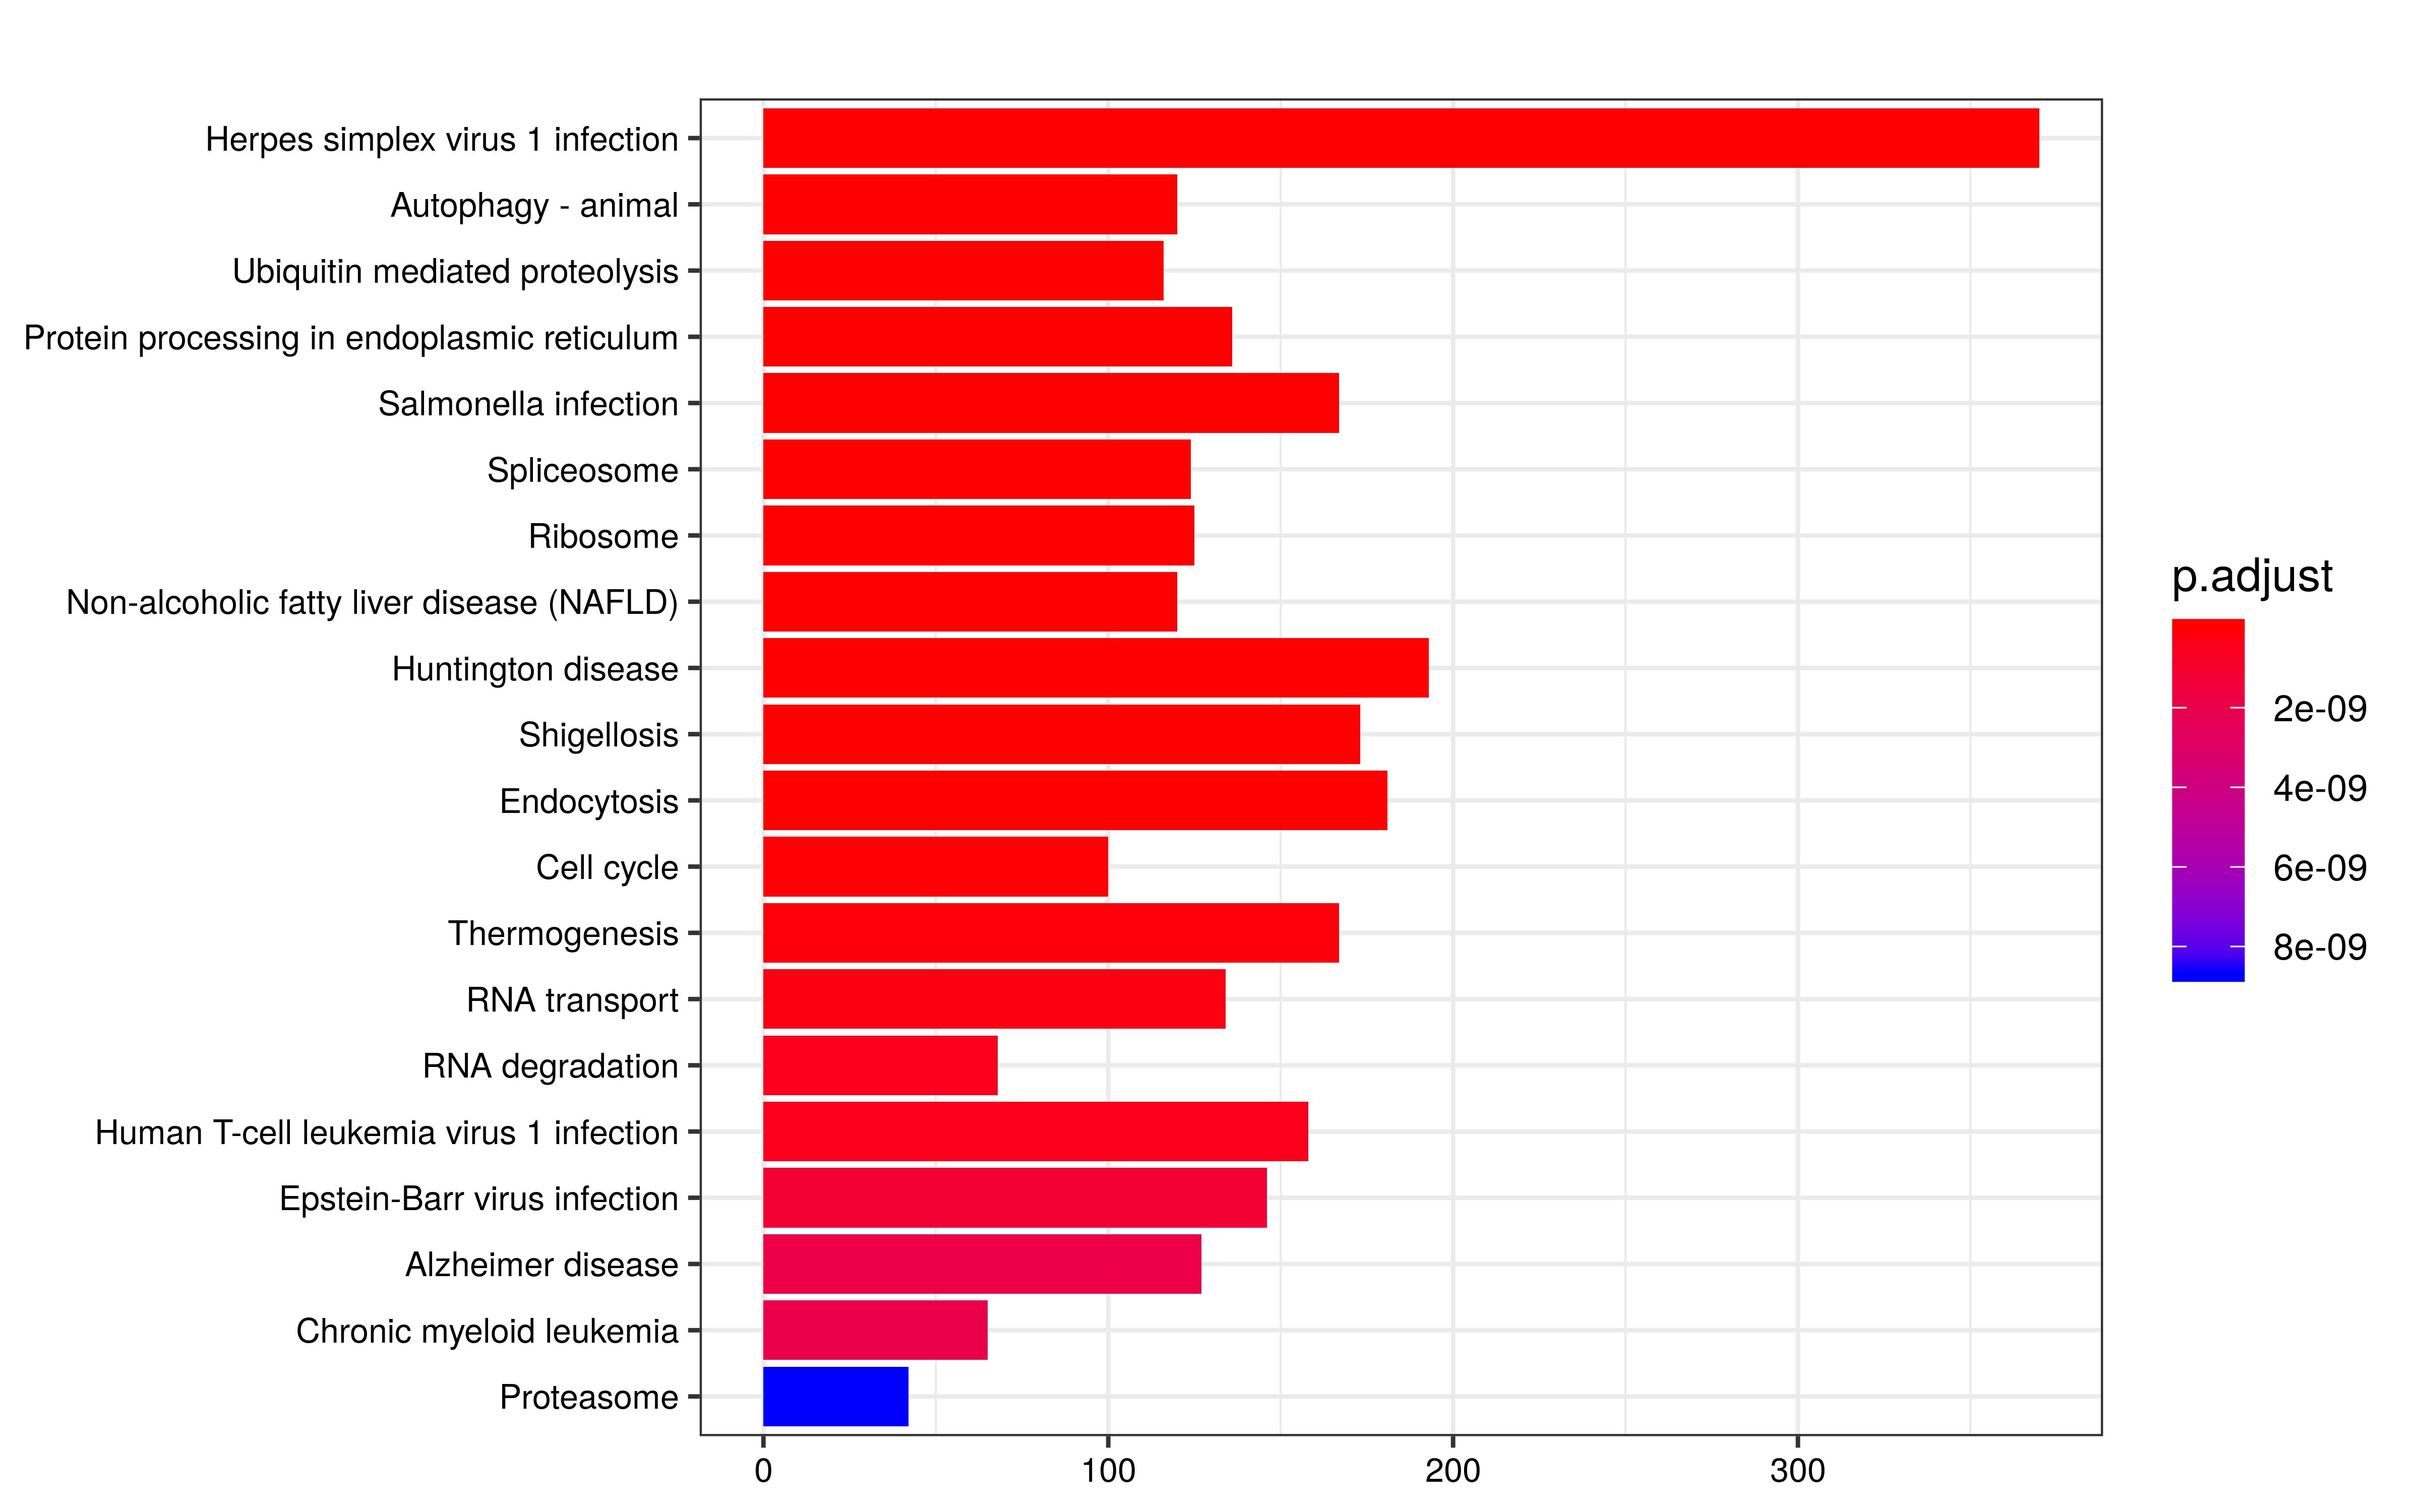 Herpes simplex virus 1 infection
Autophagy - animal
Ubiquitin mediated proteolysis
Protein processing in endoplasmic reticulum
Salmonella infection
Spliceosome
Ribosome
Non-alcoholic fatty liver disease (NAFLD)
Huntington disease
Shigellosis
Endocytosis
Cell cycle
Thermogenesis
RNA transport
RNA degradation
Human T-cell leukemia virus 1 infection
Epstein-Barr virus infection
Alzheimer disease
Chronic myeloid leukemia
Proteasome
0 100 200 300
p.adjust
2e-09
4e-09
6e-09
8e-09